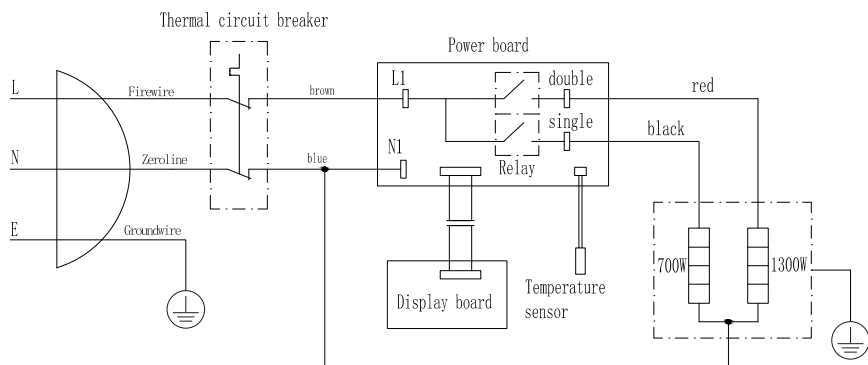 Thermal circuit breaker
Power board
L
Firewire
brown
L1
double
red
single
black
N
Zeroline
blue
N1
Relay
E
Groundwire
700W
1300W
Display board
Temperature
sensor